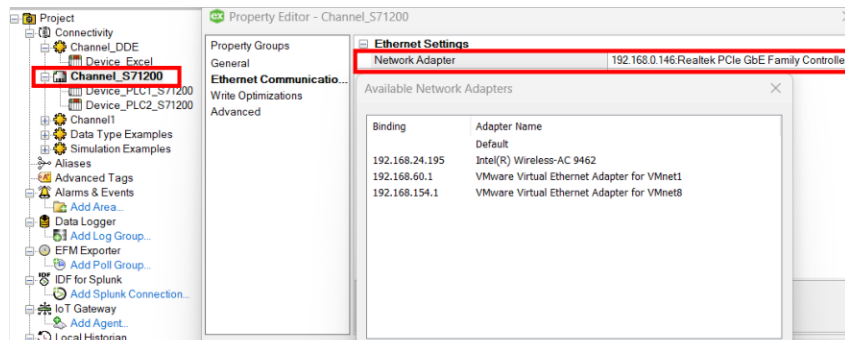 Project
Connectivity
Channel_DDE
Device_Excel
Channel_S71200
Device_PLC1_S71200
Device_PLC2_S71200
Channel1
Data Type Examples
Simulation Examples
Aliases
Advanced Tags
Alarms & Events
Add Area...
Data Logger
Add Log Group...
EFM Exporter
Add Poll Group...
IDF for Splunk
Add Splunk Connection...
IoT Gateway
Add Agent...
Local Historian
Property Editor - Channel_S71200
Property Groups
General
Ethernet Communicatio...
Write Optimizations
Advanced
Ethernet Settings
Network Adapter 192.168.0.146:Realtek PCIe GbE Family Controlle
Available Network Adapters
Binding Adapter Name
Default
192.168.24.195 Intel(R) Wireless-AC 9462
192.168.60.1 VMware Virtual Ethernet Adapter for VMnet1
192.168.154.1 VMware Virtual Ethernet Adapter for VMnet8